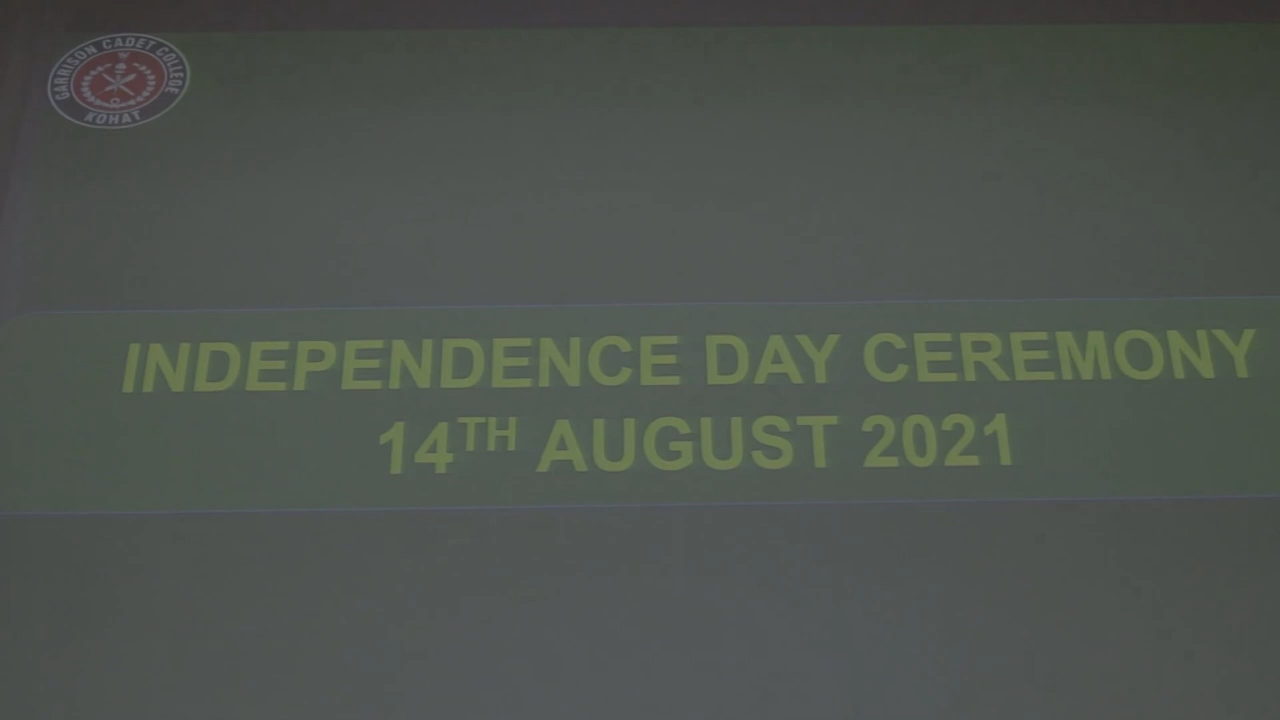 GARRISON CADET COLLEGE
KOHAT
INDEPENDENCE DAY CEREMONY
14TH AUGUST 2021